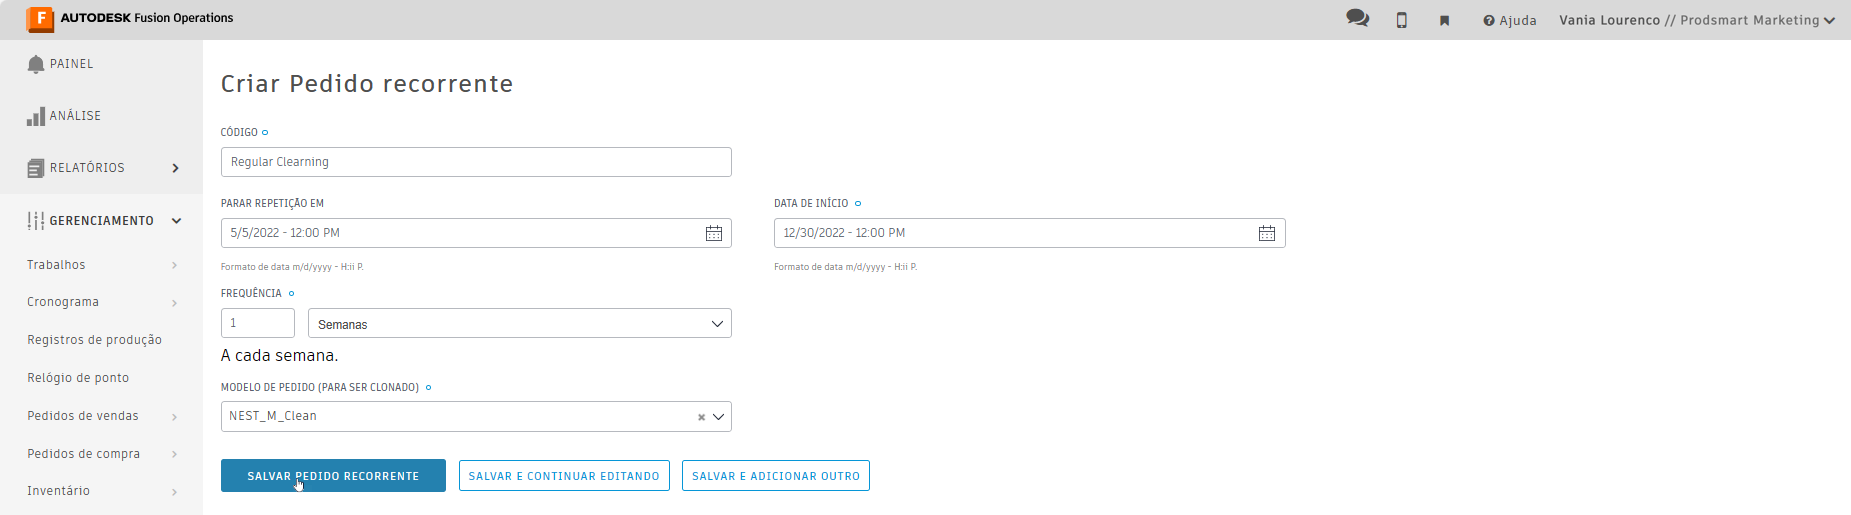 AUTODESK Fusion Operations
Ajuda
Vania Lourenco // Prodsmart Marketing
PAINEL
ANÁLISE
RELATÓRIOS
GERENCIAMENTO
Trabalhos
Cronograma
Registros de produção
Relógio de ponto
Pedidos de vendas
Pedidos de compra
Inventário
Criar Pedido recorrente
CÓDIGO
Regular Clearning
PARAR REPETIÇÃO EM
DATA DE INÍCIO
5/5/2022 - 12:00 PM
12/30/2022 - 12:00 PM
Formato de data m/d/yyyy - H:ii P.
Formato de data m/d/yyyy - H:ii P.
FREQUÊNCIA
1
Semanas
A cada semana.
MODELO DE PEDIDO (PARA SER CLONADO)
NEST_M_Clean
SALVAR PEDIDO RECORRENTE
SALVAR E CONTINUAR EDITANDO
SALVAR E ADICIONAR OUTRO